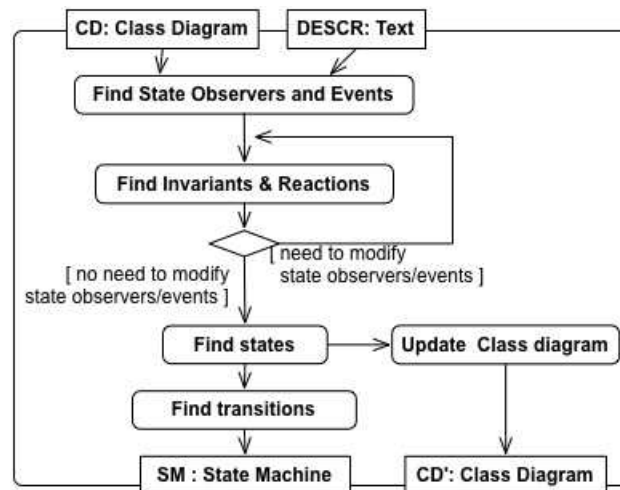 CD: Class Diagram
DESCR: Text
Find State Observers and Events
Find Invariants & Reactions
[ need to modify
state observers/events ]
[ no need to modify
state observers/events ]
Find states
Update Class diagram
Find transitions
SM : State Machine
CD': Class Diagram